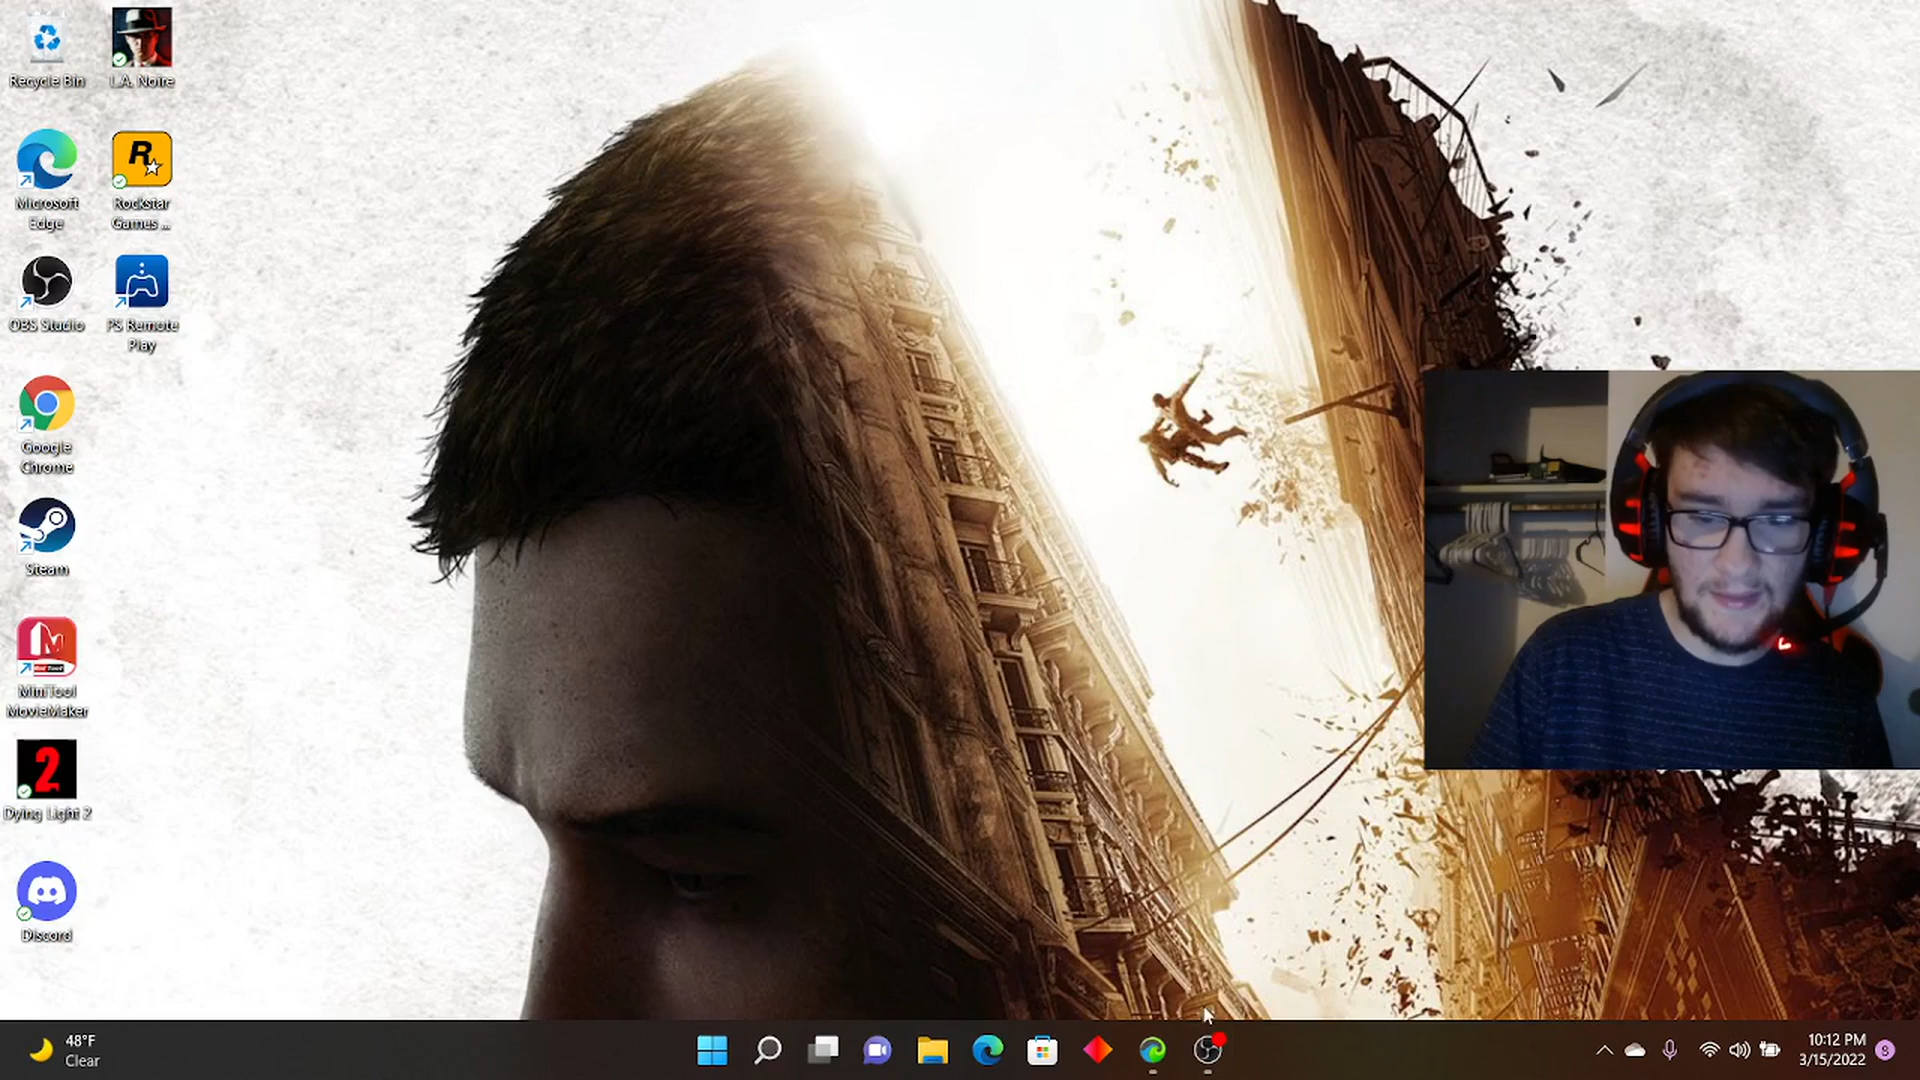 Recycle Bin
L.A. Noire
Microsoft
Edge
R
Rockstar
Games ...
OBS Studio
PS Remote
Play
Google
Chrome
Steam
M
MiniTool
MovieMaker
2
Dying Light 2
Discord
48°F
Clear
10:12 PM
3/15/2022
8